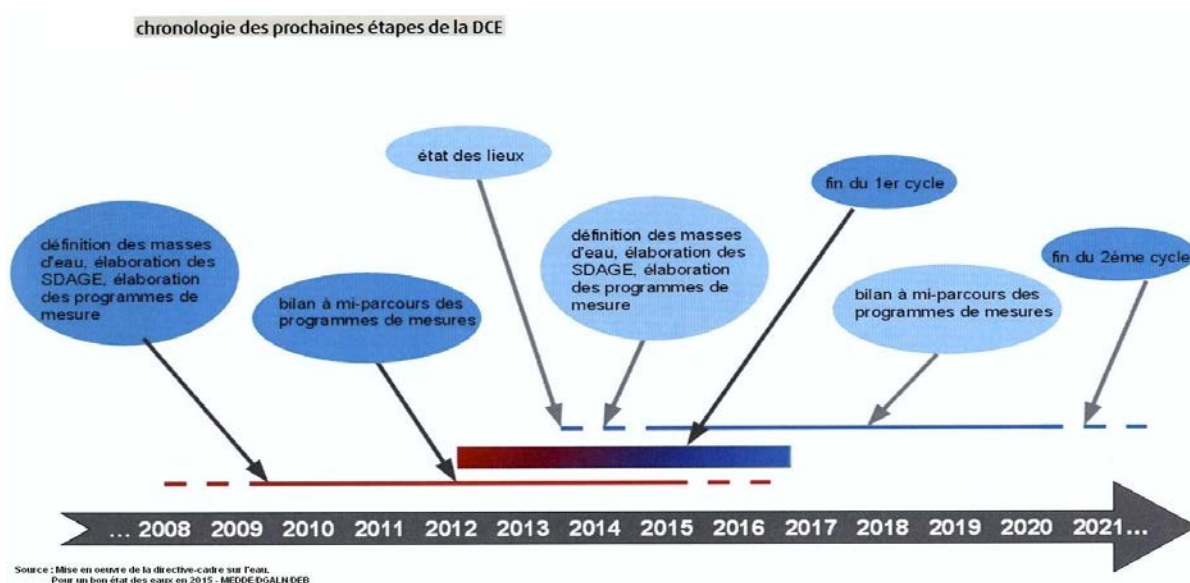 chronologie des prochaines étapes de la DCE
état des lieux
fin du 1er cycle
définition des masses
d'eau, élaboration des
SDAGE, élaboration
des programmes de
mesure
bilan à mi-parcours des
programmes de mesures
définition des masses
d'eau, élaboration des
SDAGE, élaboration
des programmes de
mesure
bilan à mi-parcours des
programmes de mesures
fin du 2ème cycle
... 2008 2009 2010 2011 2012 2013 2014 2015 2016 2017 2018 2019 2020 2021...
Source : Mise en oeuvre de la directive-cadre sur l'eau.
Pour un bon état des eaux en 2015 - MEDDE/DGALN/DEB